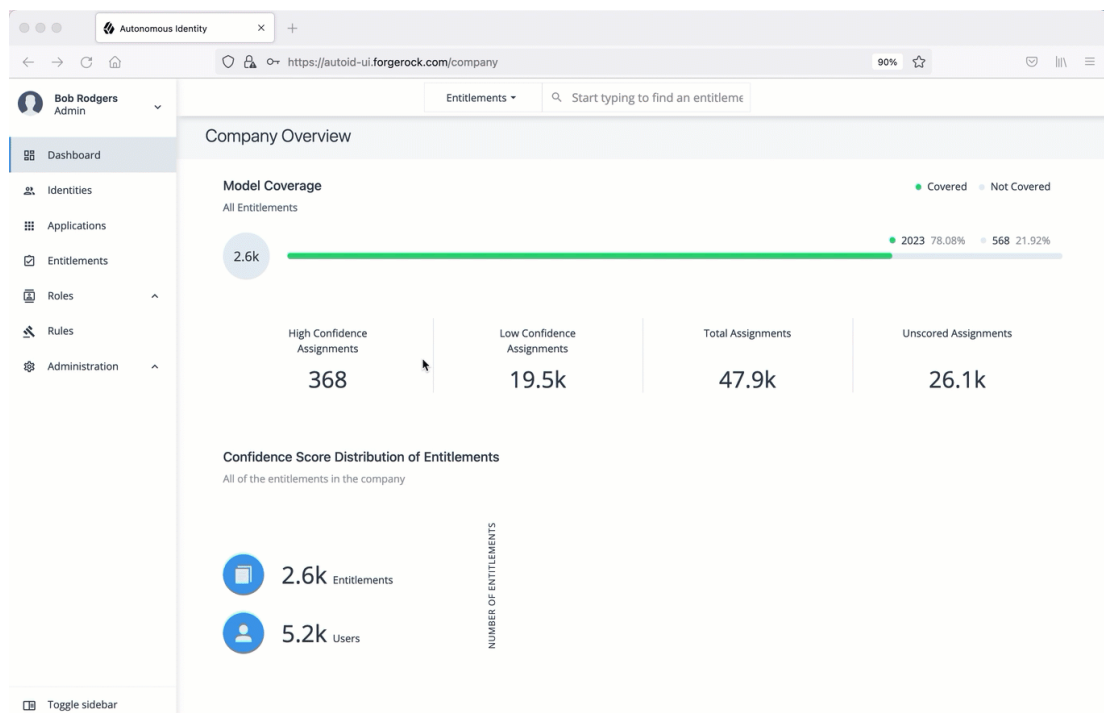 Autonomous Identity
https://autoid-ui.forgerock.com/company
90%
Bob Rodgers
Admin
Entitlements
Start typing to find an entitleme
Company Overview
Dashboard
Identities
Applications
Entitlements
Roles
Rules
Administration
Toggle sidebar
Model Coverage
Covered
Not Covered
All Entitlements
2023 78.08%
568 21.92%
2.6k
High Confidence
Assignments
368
Low Confidence
Assignments
19.5k
Total Assignments
47.9k
Unscored Assignments
26.1k
Confidence Score Distribution of Entitlements
All of the entitlements in the company
2.6k Entitlements
5.2k Users
NUMBER OF ENTITLEMENTS